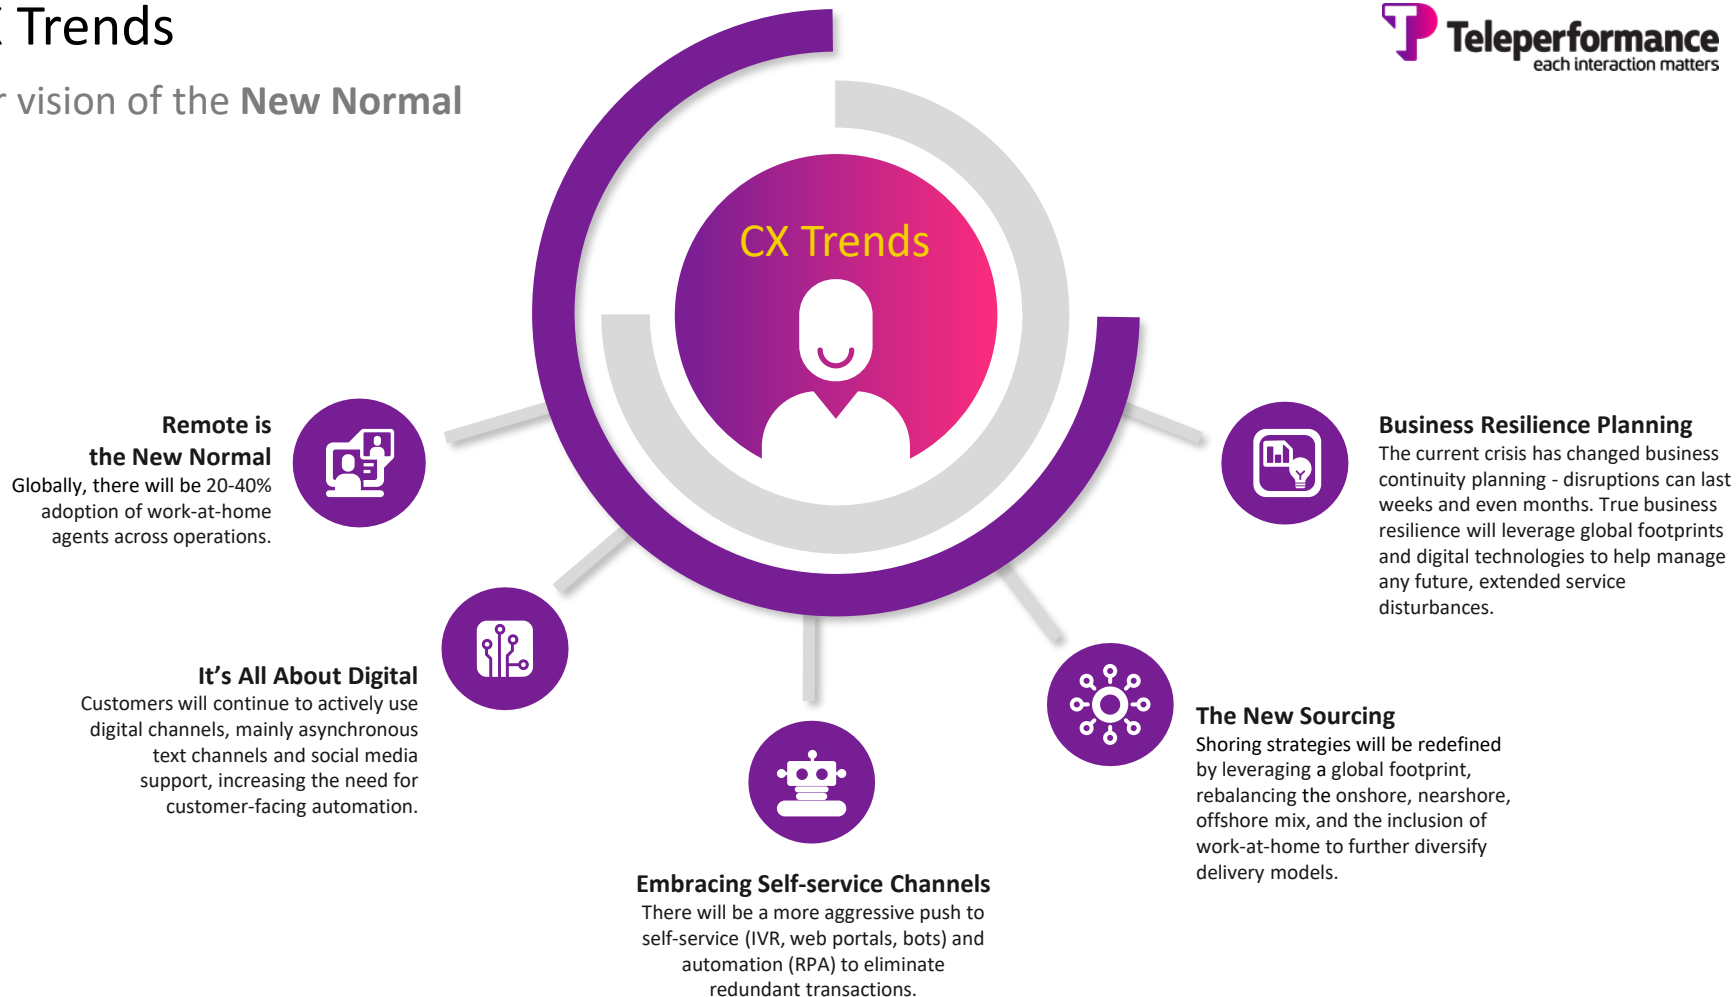 Trends
vision of the New Normal
Teleperformance
each interaction matters
CX Trends
Remote is
the New Normal
Globally, there will be 20-40%
adoption of work-at-home
agents across operations.
It's All About Digital
Customers will continue to actively use
digital channels, mainly asynchronous
text channels and social media
support, increasing the need for
customer-facing automation.
Embracing Self-service Channels
There will be a more aggressive push to
self-service (IVR, web portals, bots) and
automation (RPA) to eliminate
redundant transactions.
The New Sourcing
Shoring strategies will be redefined
by leveraging a global footprint,
rebalancing the onshore, nearshore,
offshore mix, and the inclusion of
work-at-home to further diversify
delivery models.
Business Resilience Planning
The current crisis has changed business
continuity planning - disruptions can last
weeks and even months. True business
resilience will leverage global footprints
and digital technologies to help manage
any future, extended service
disturbances.